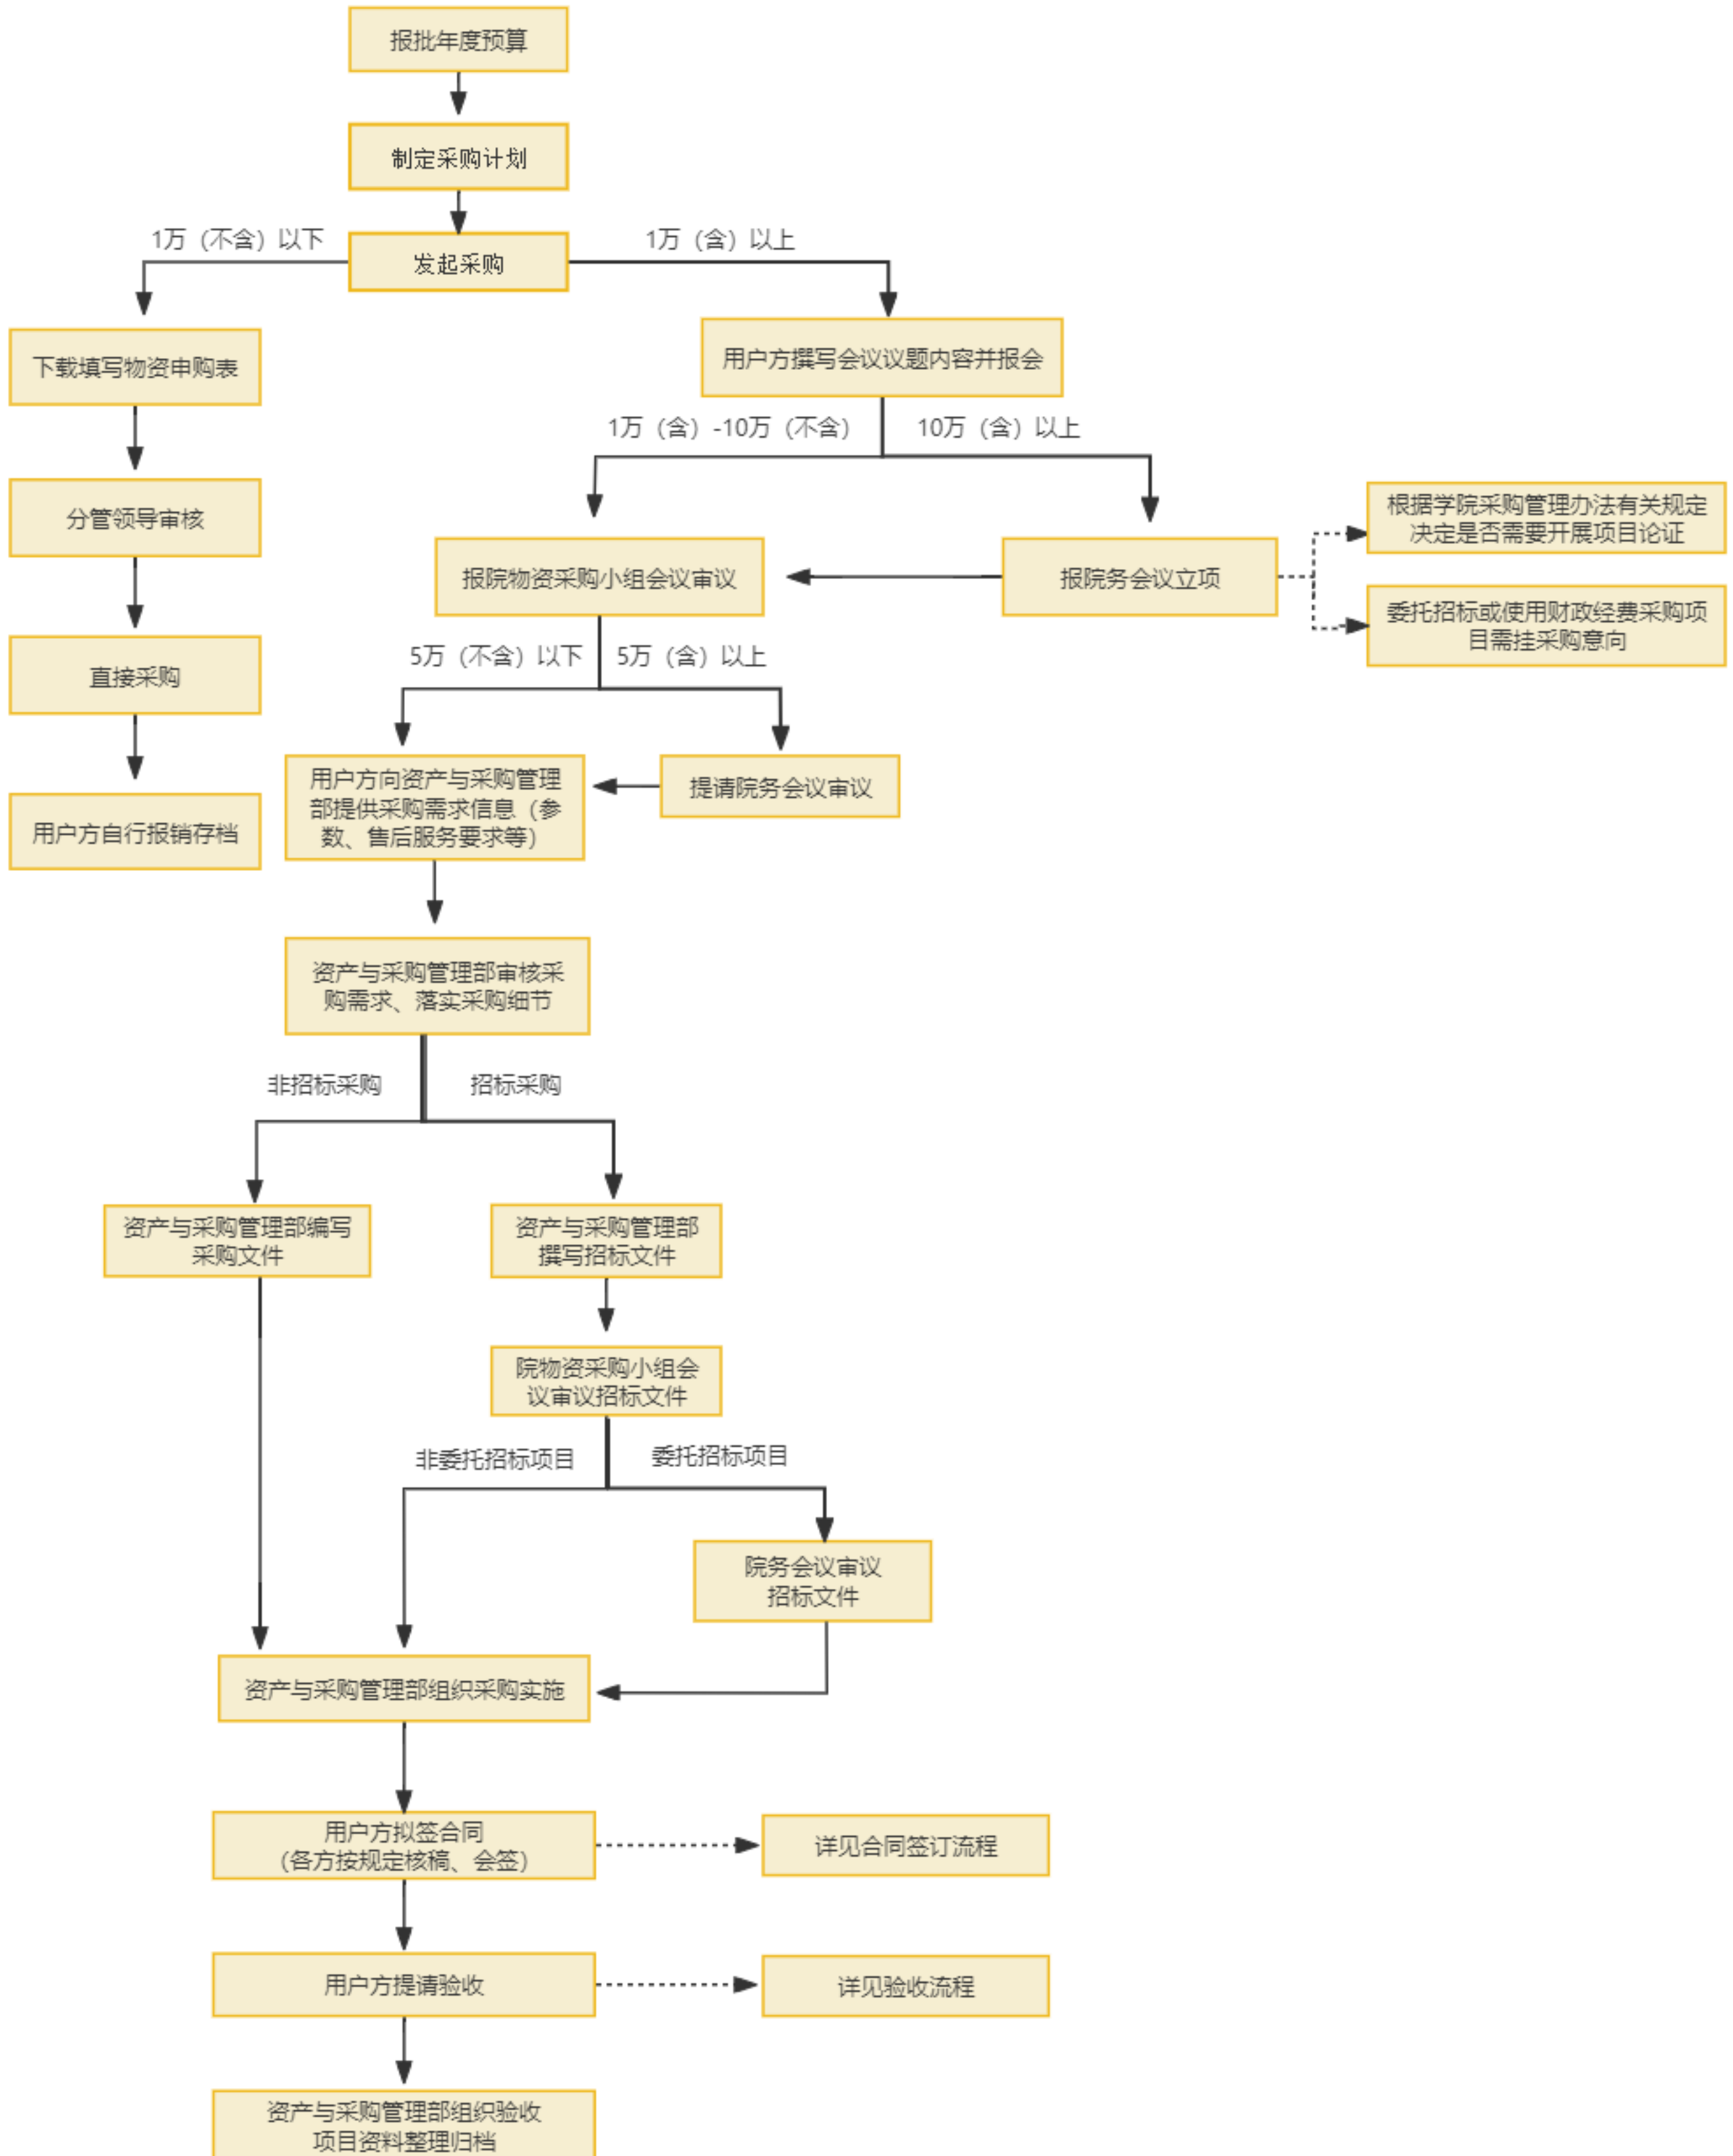 报批年度预算
制定采购计划
1万（不含）以下
发起采购
1万（含）以上
下载填写物资申购表
用户方撰写会议议题内容并报会
1万（含）-10万（不含）
10万（含）以上
分管领导审核
报院物资采购小组会议审议
报院务会议立项
根据学院采购管理办法有关规定
决定是否需要开展项目论证
委托招标或使用财政经费采购项
目需挂采购意向
5万（不含）以下
5万（含）以上
直接采购
用户方向资产与采购管理
部提供采购需求信息（参
数、售后服务要求等）
提请院务会议审议
用户方自行报销存档
资产与采购管理部审核采
购需求、落实采购细节
非招标采购
招标采购
资产与采购管理部编写
采购文件
资产与采购管理部
撰写招标文件
院物资采购小组会
议审议招标文件
非委托招标项目
委托招标项目
院务会议审议
招标文件
资产与采购管理部组织采购实施
用户方拟签合同
（各方按规定核稿、会签）
详见合同签订流程
用户方提请验收
详见验收流程
资产与采购管理部组织验收
项目资料整理归档